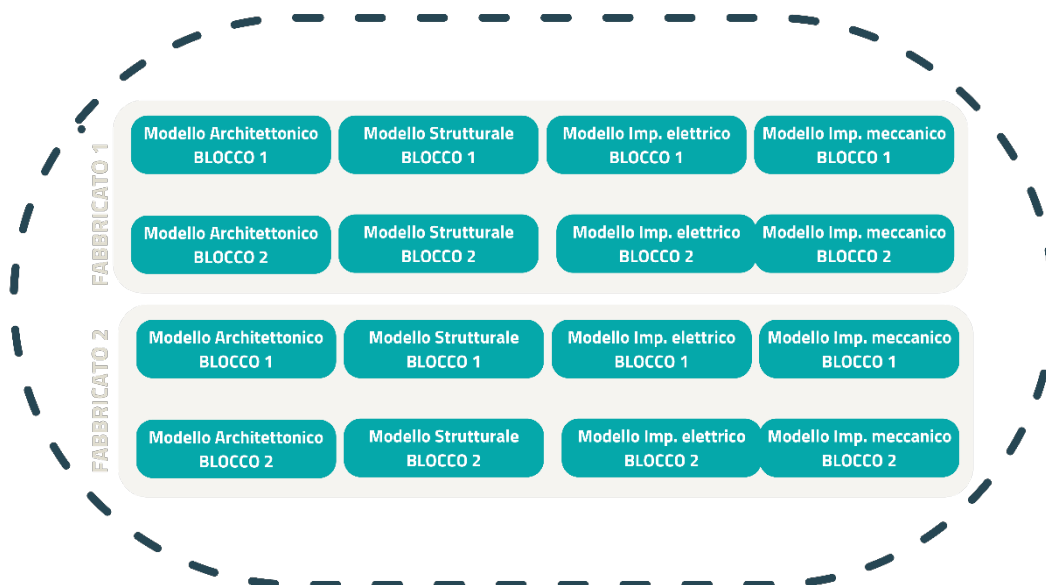 FABBRICATO 1
Modello Architettonico
BLOCCO 1
Modello Strutturale
BLOCCO 1
Modello Imp. elettrico
BLOCCO 1
Modello Imp. meccanico
BLOCCO 1
Modello Architettonico
BLOCCO 2
Modello Strutturale
BLOCCO 2
Modello Imp. elettrico
BLOCCO 2
Modello Imp. meccanico
BLOCCO 2
FABBRICATO 2
Modello Architettonico
BLOCCO 1
Modello Strutturale
BLOCCO 1
Modello Imp. elettrico
BLOCCO 1
Modello Imp. meccanico
BLOCCO 1
Modello Architettonico
BLOCCO 2
Modello Strutturale
BLOCCO 2
Modello Imp. elettrico
BLOCCO 2
Modello Imp. meccanico
BLOCCO 2